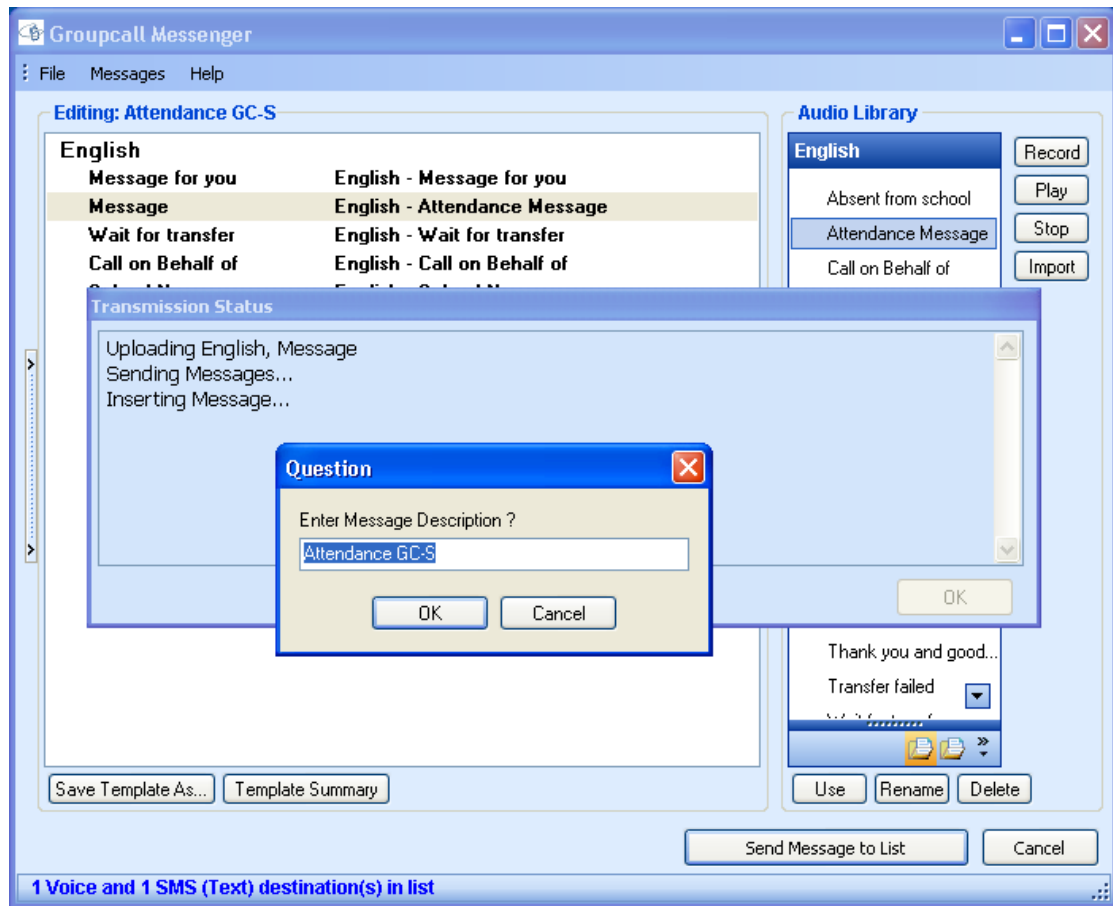 Groupcall Messenger
File Messages Help
Editing: Attendance GC-S
English
Message for you English - Message for you
Message English - Attendance Message
Wait for transfer English - Wait for transfer
Call on Behalf of English - Call on Behalf of
Transmission Status
Uploading English, Message
Sending Messages...
Inserting Message...
OK
Question
Enter Message Description ?
Attendance GC-S
OK Cancel
Save Template As... Template Summary
Audio Library
English
Absent from school
Attendance Message
Call on Behalf of
Thank you and good...
Transfer failed
Record
Play
Stop
Import
Use Rename Delete
Send Message to List Cancel
1 Voice and 1 SMS (Text) destination(s) in list